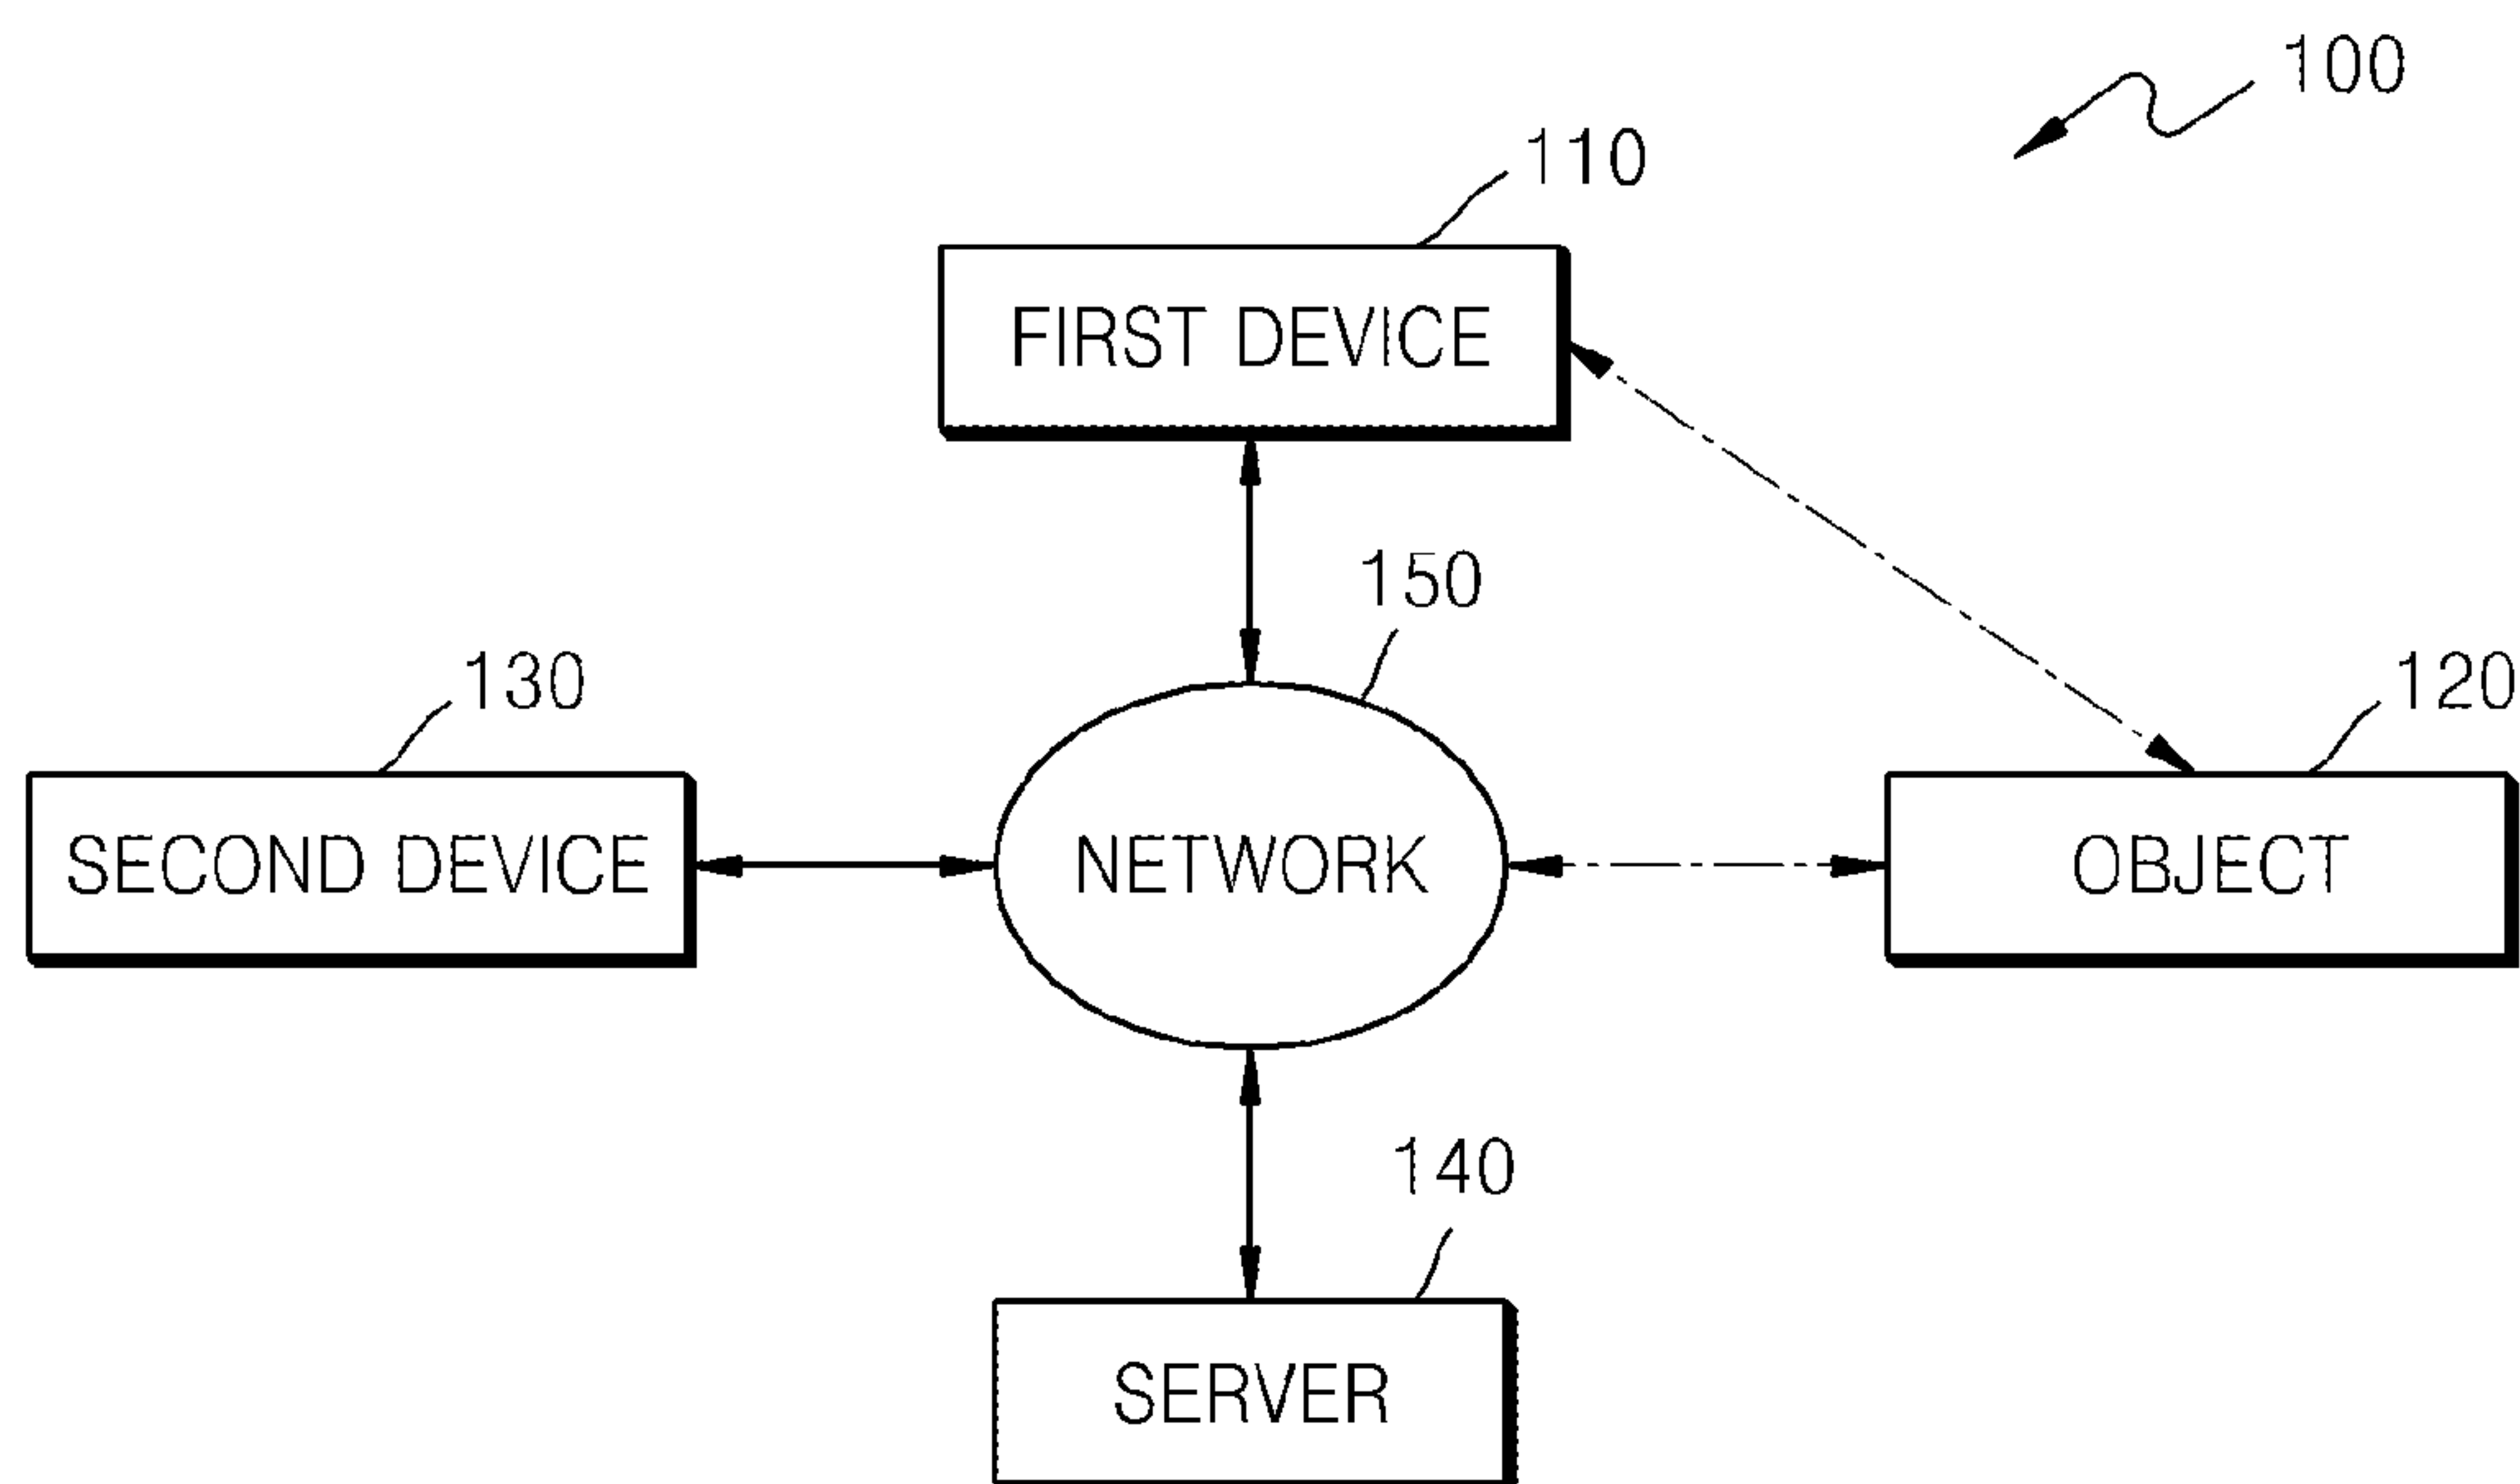 100
110
FIRST DEVICE
150
130
120
SECOND DEVICE
NETWORK
OBJECT
140
SERVER